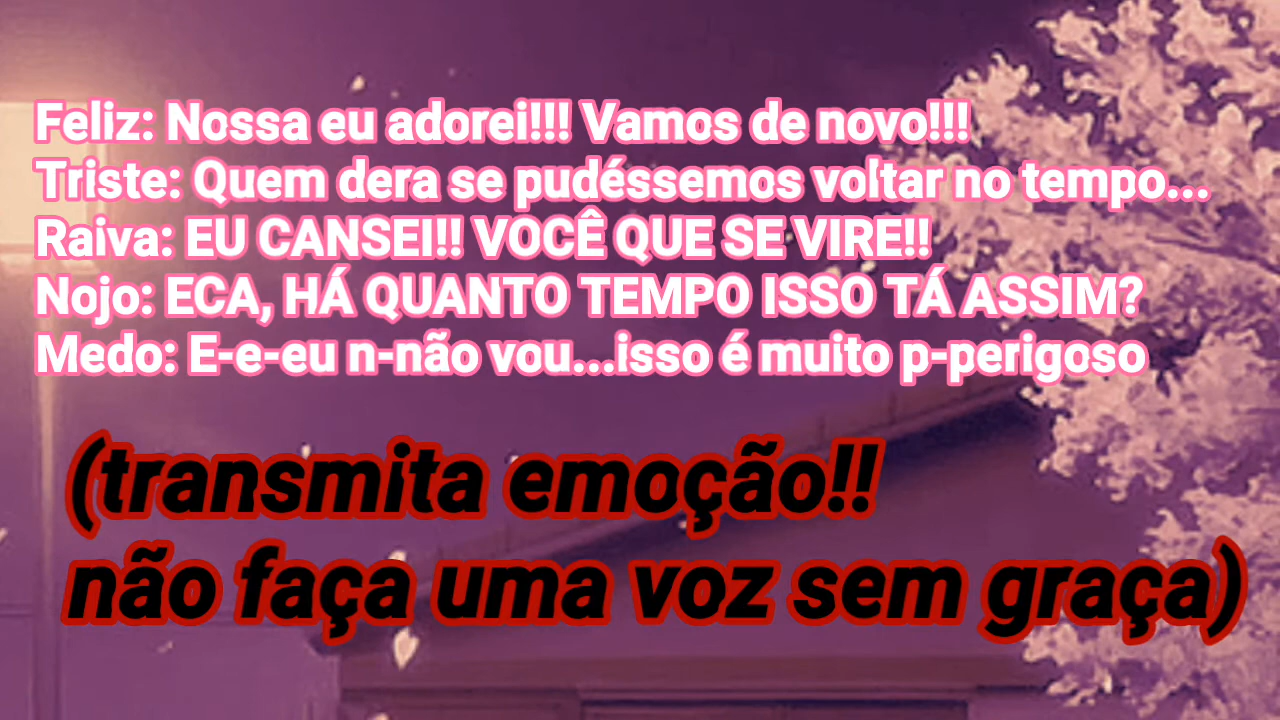 Feliz: Nossa eu adorei!!! Vamos de novo!!!
Triste: Quem dera se pudéssemos voltar no tempo...
Raiva: EU CANSEI!!! VOCÊ QUE SE VIRE!!
Nojo: ECA, HÁ QUANTO TEMPO ISSO TÁ ASSIM?
Medo: E-e-eu n-não vou...isso é muito p-perigoso
(transmita emoção!!
não faça uma voz sem graça)